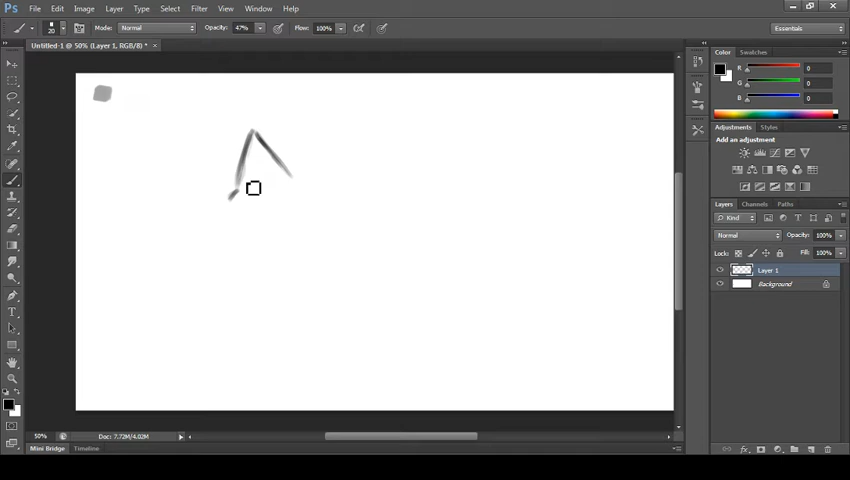 Ps File Edit Image Layer Type Select Filter View Window Help
20 Mode: Normal Opacity: 47% Flow: 100% Essentials
Untitled-1 @ 50% (Layer 1, RGB/8) * ×
Color Swatches
R 0
G 0
B 0
Adjustments Styles
Add an adjustment
Layers Channels Paths
Kind
Normal Opacity: 100%
Lock: Fill: 100%
Layer 1
Background
50% Doc: 7.72M/4.02M
Mini Bridge Timeline